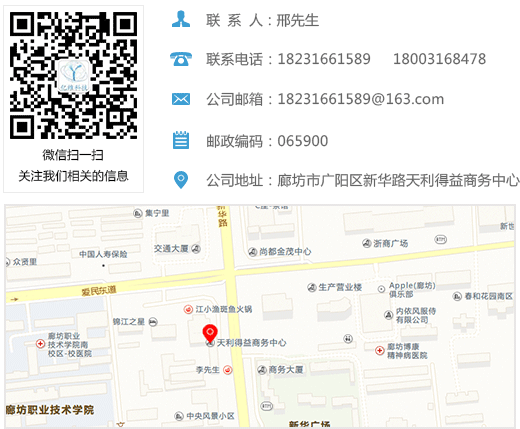 亿维科技
微信扫一扫
关注我们相关的信息
联 系 人：邢先生
联系电话：18231661589 18003168478
公司邮箱：18231661589@163.com
邮政编码：065900
公司地址：廊坊市广阳区新华路天利得益商务中心
集宁里
新华路
交通大厦
浙商广场
尚都金茂中心
中国人寿保险
众贤里
爱民东道
生产营业楼
Apple(廊坊)
俱乐部
春和花园南区
江小渔斑鱼火锅
锦江之星
内依风服侍
有限公司
天利得益商务中心
廊坊职业
技术学院南
校区-校医院
廊坊博康
精神病医院
李先生
商务大厦
廊坊职业技术学院
中央风景小区
新华广场